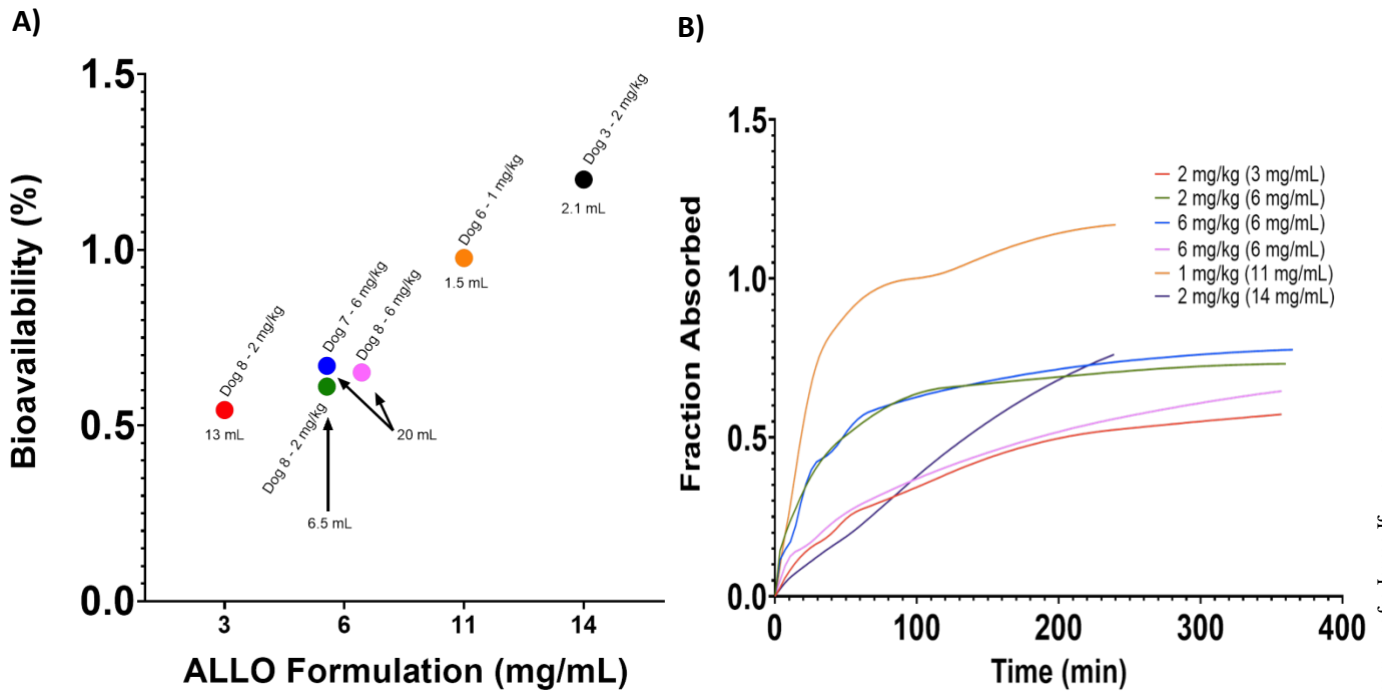 A)
Bioavailability (%)
1.5
1.0
0.5
0.0
3
6
11
14
ALLO Formulation (mg/mL)
Dog 8 - 2 mg/kg
13 mL
Dog 7 - 6 mg/kg
Dog 8 - 6 mg/kg
Dog 8 - 2 mg/kg
20 mL
6.5 mL
Dog 6 - 1 mg/kg
1.5 mL
Dog 3 - 2 mg/kg
2.1 mL
B)
Fraction Absorbed
1.5
1.0
0.5
0.0
0
100
200
300
400
Time (min)
2 mg/kg (3 mg/mL)
2 mg/kg (6 mg/mL)
6 mg/kg (6 mg/mL)
6 mg/kg (6 mg/mL)
1 mg/kg (11 mg/mL)
2 mg/kg (14 mg/mL)